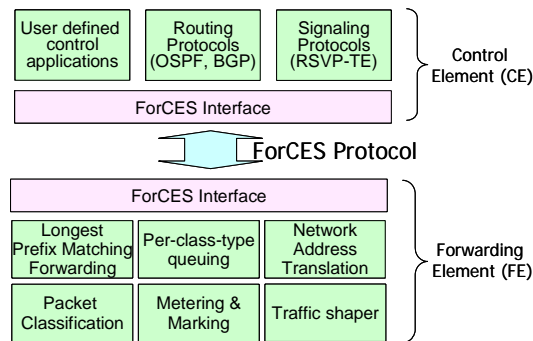 User defined
control
applications
Routing
Protocols
(OSPF, BGP)
Signaling
Protocols
(RSVP-TE)
Control
Element (CE)
ForCES Interface
ForCES Protocol
ForCES Interface
Longest
Prefix Matching
Forwarding
Per-class-type
queuing
Network
Address
Translation
Forwarding
Element (FE)
Packet
Classification
Metering &
Marking
Traffic shaper